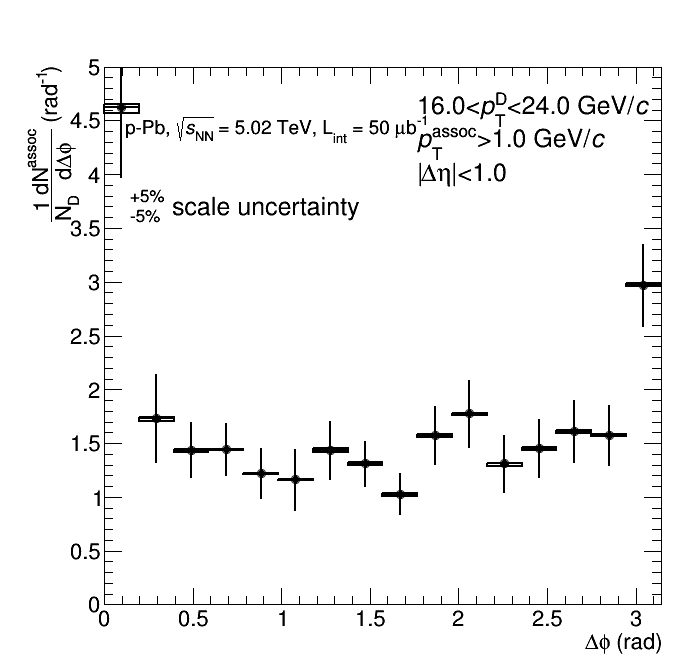 1 dN^assoc
N_D dΔϕ (rad⁻¹)
5
4.5
4
3.5
3
2.5
2
1.5
1
0.5
0
16.0<p_T^D<24.0 GeV/c
p-Pb, √s_NN = 5.02 TeV, L_int = 50 μb⁻¹
p_T^assoc>1.0 GeV/c
|Δη|<1.0
+5%
-5% scale uncertainty
0 0.5 1 1.5 2 2.5 3
Δϕ (rad)